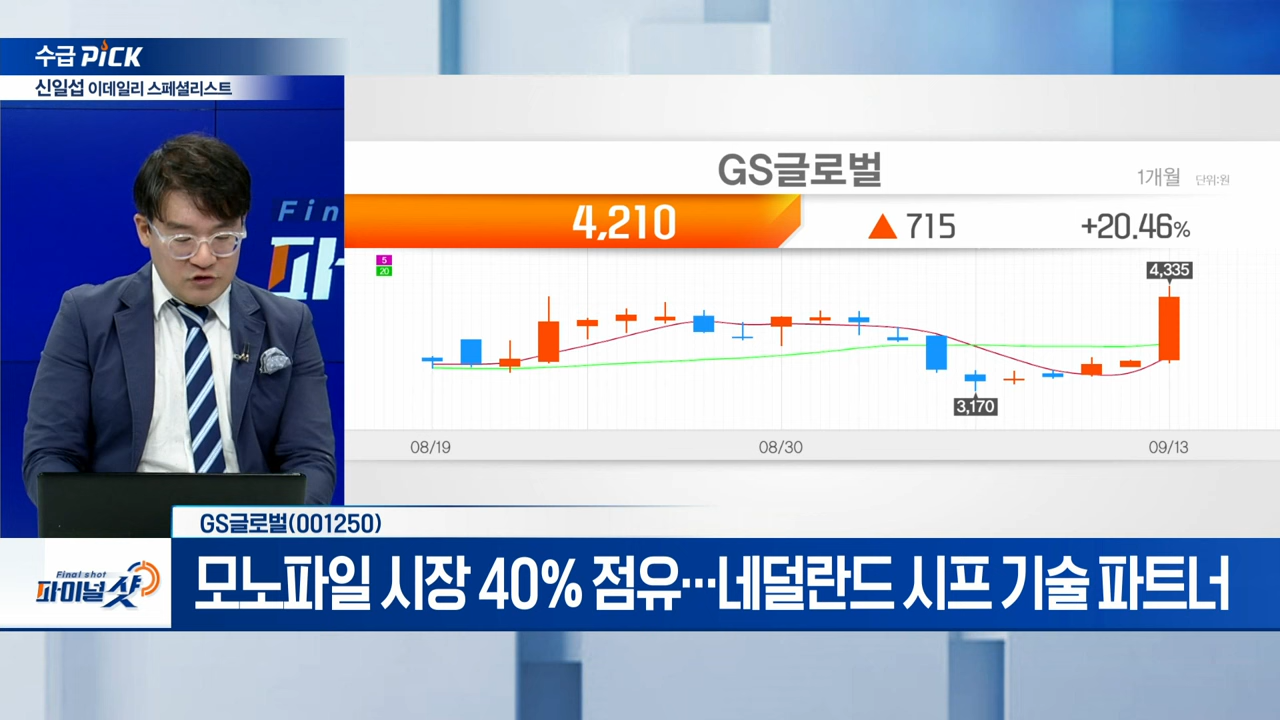 수급 PiCK
신일섭 이데일리 스페셜리스트
Fin
파
GS글로벌
1개월 단위:원
4,210 ▲ 715 +20.46%
5
20
4,335
3,170
08/19 08/30 09/13
GS글로벌(001250)
Final shot
파이널샷
모노파일 시장 40% 점유…네덜란드 시프 기술 파트너